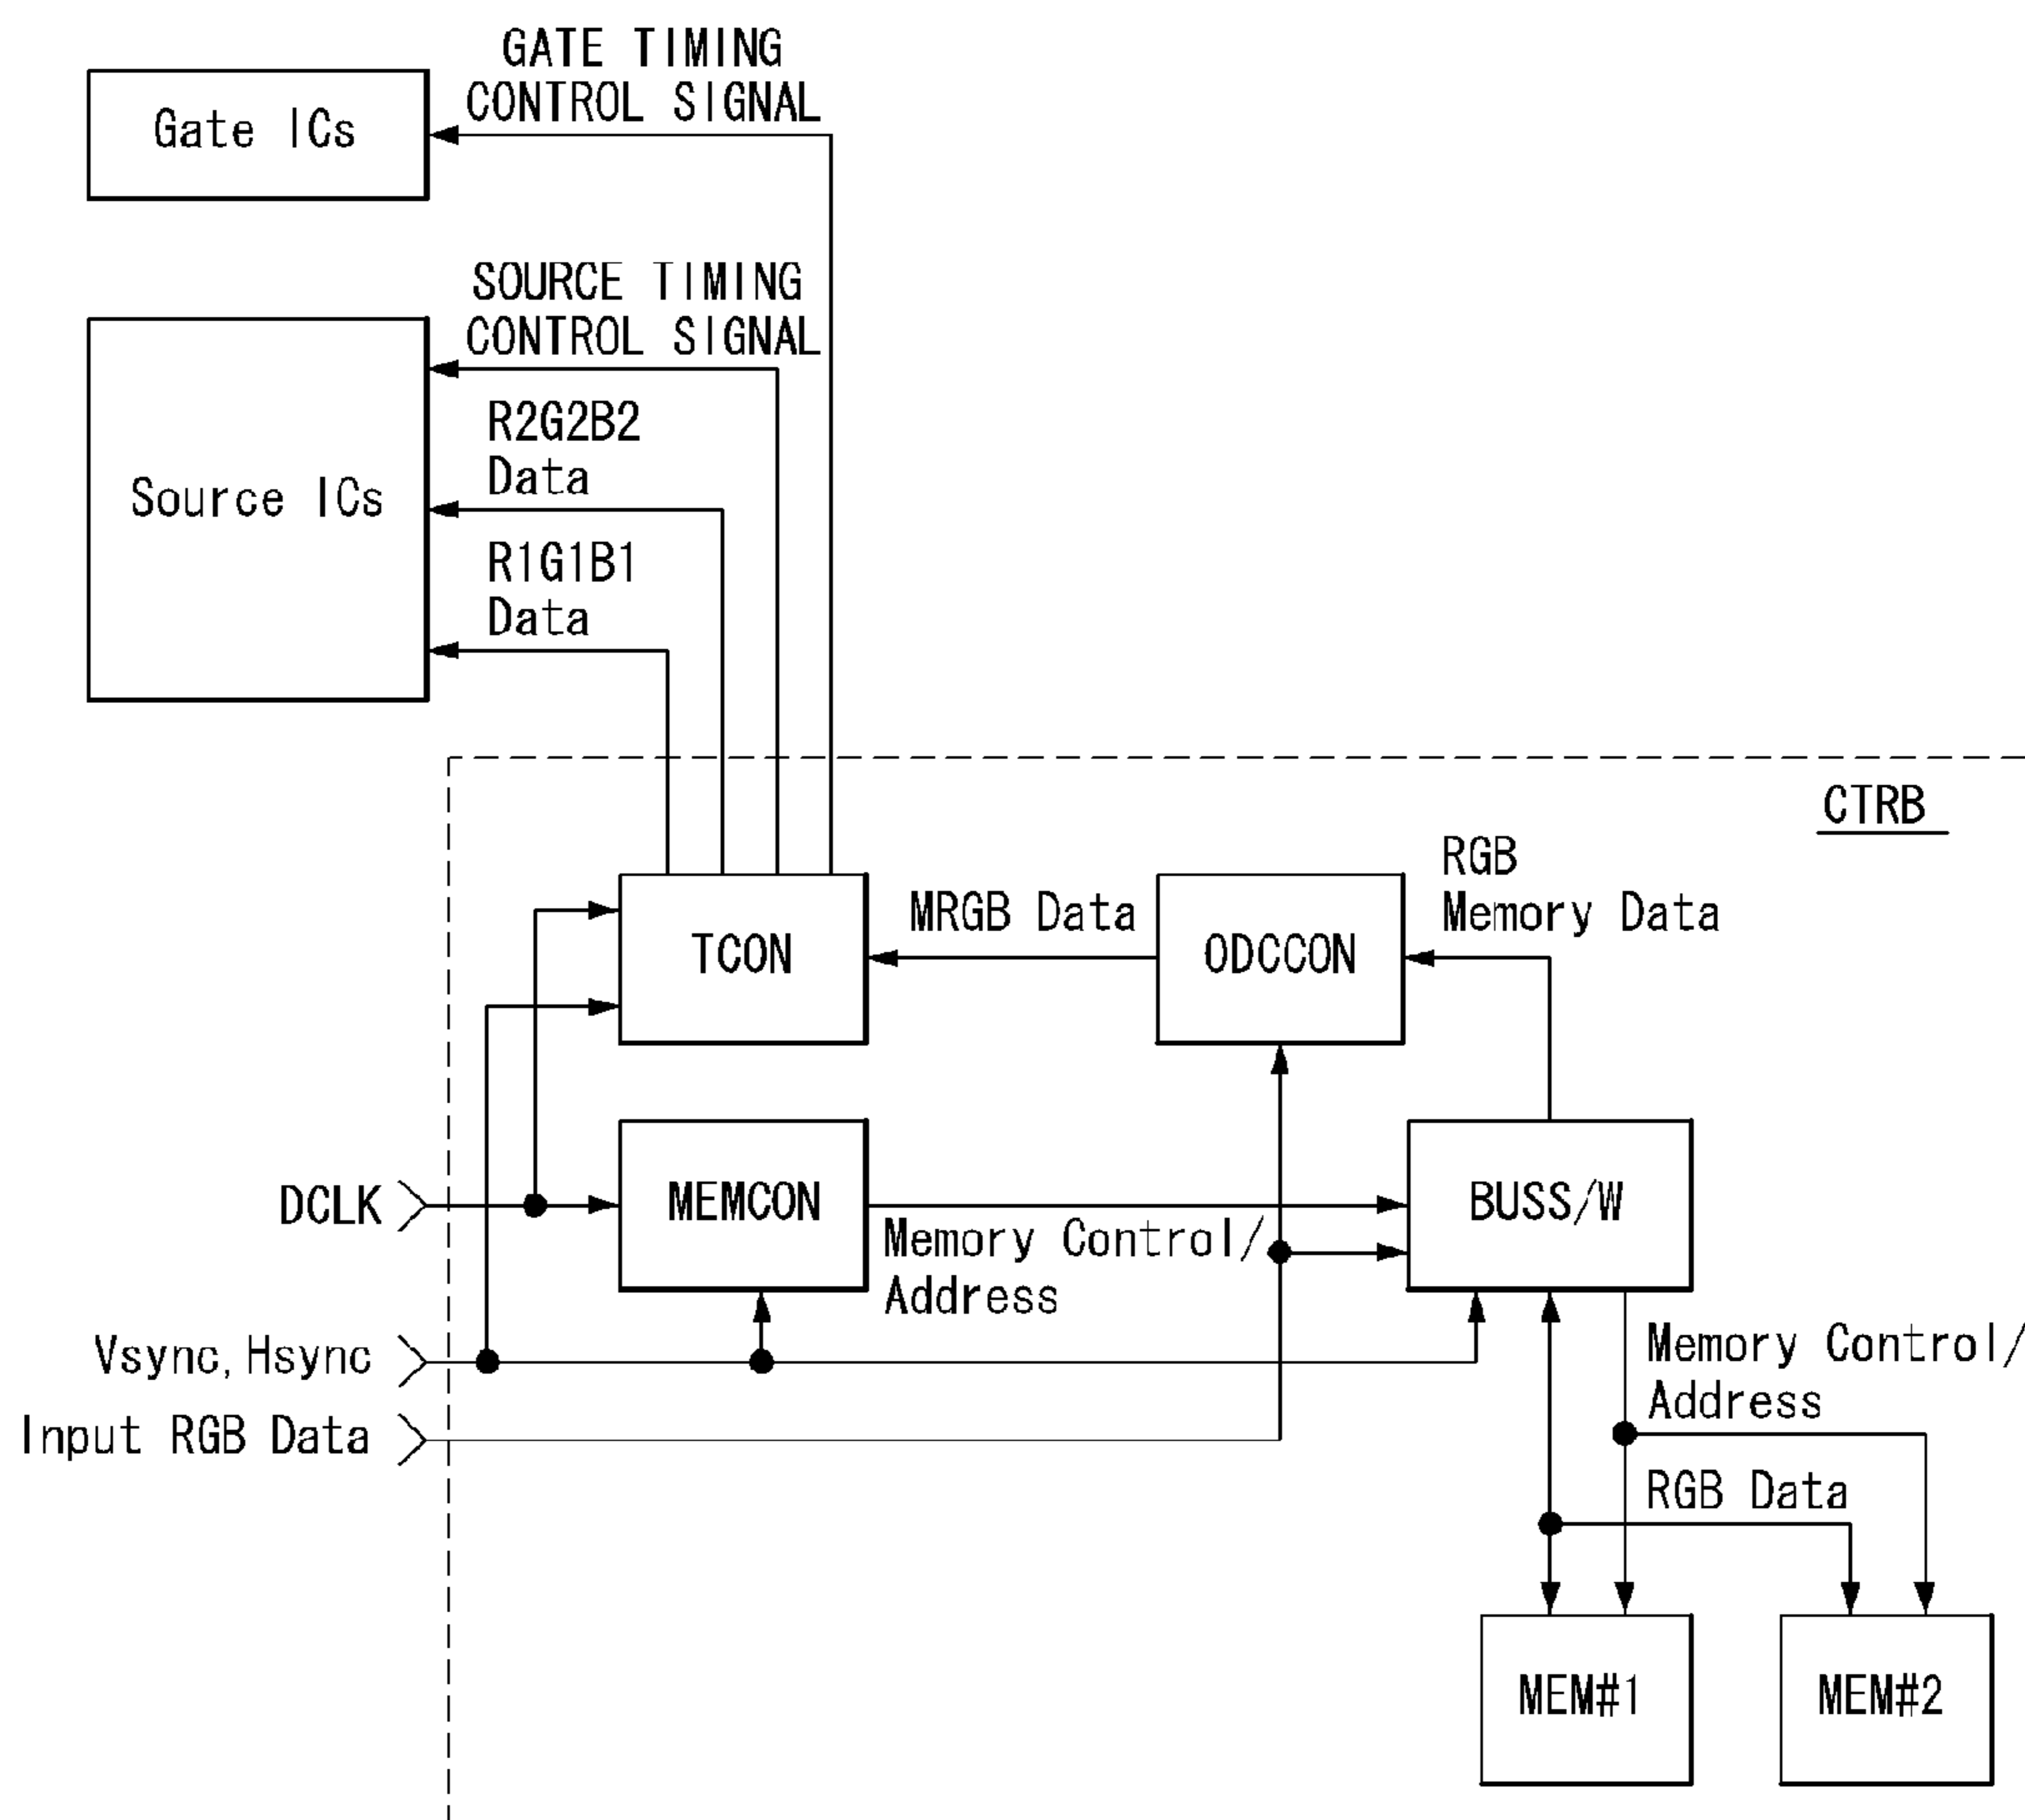 GATE TIMING
CONTROL SIGNAL
Gate ICs
SOURCE TIMING
CONTROL SIGNAL
R2G2B2
Data
Source ICs
R1G1B1
Data
CTRB
RGB
Memory Data
MRGB Data
TCON
ODCCON
DCLK
MEMCON
BUSS/W
Memory Control/
Address
Vsync, Hsync
Memory Control/
Address
Input RGB Data
RGB Data
MEM#1
MEM#2